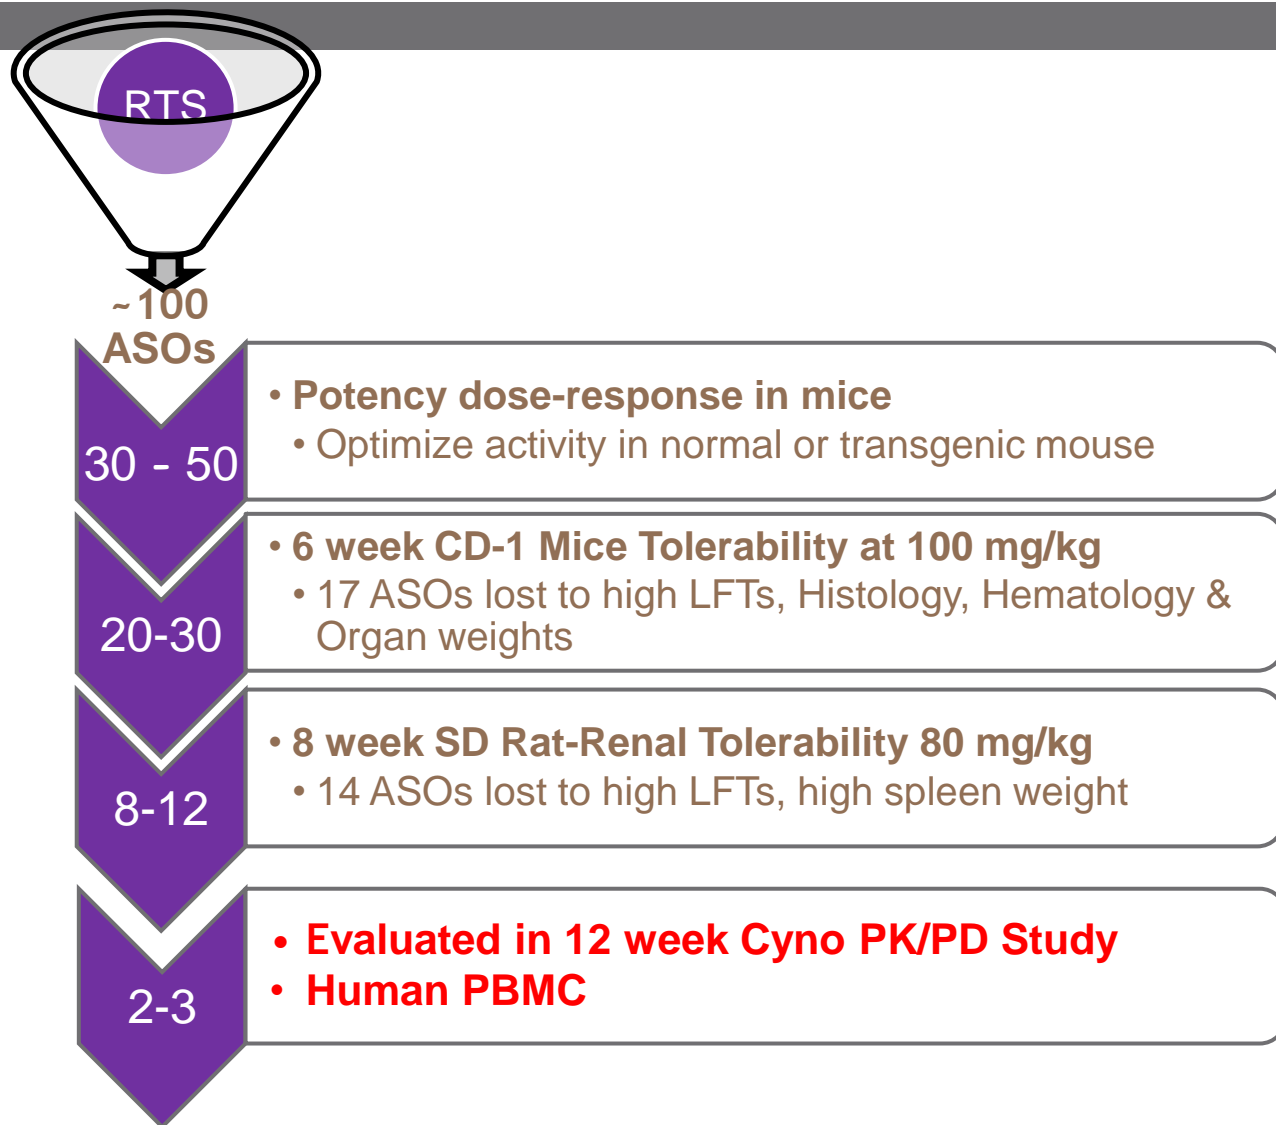 RTS
~100
ASOs
30 - 50
• Potency dose-response in mice
• Optimize activity in normal or transgenic mouse
20-30
• 6 week CD-1 Mice Tolerability at 100 mg/kg
• 17 ASOs lost to high LFTs, Histology, Hematology &
Organ weights
8-12
• 8 week SD Rat-Renal Tolerability 80 mg/kg
• 14 ASOs lost to high LFTs, high spleen weight
2-3
• Evaluated in 12 week Cyno PK/PD Study
• Human PBMC